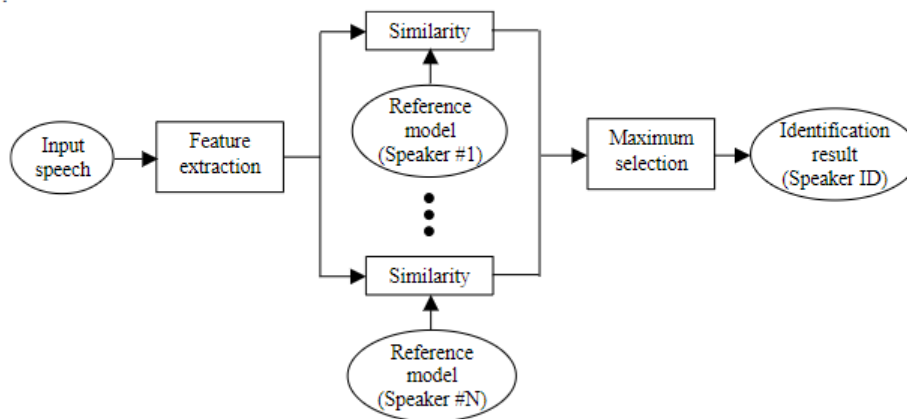 Input
speech
Feature
extraction
Similarity
Reference
model
(Speaker #1)
Similarity
Reference
model
(Speaker #N)
Maximum
selection
Identification
result
(Speaker ID)